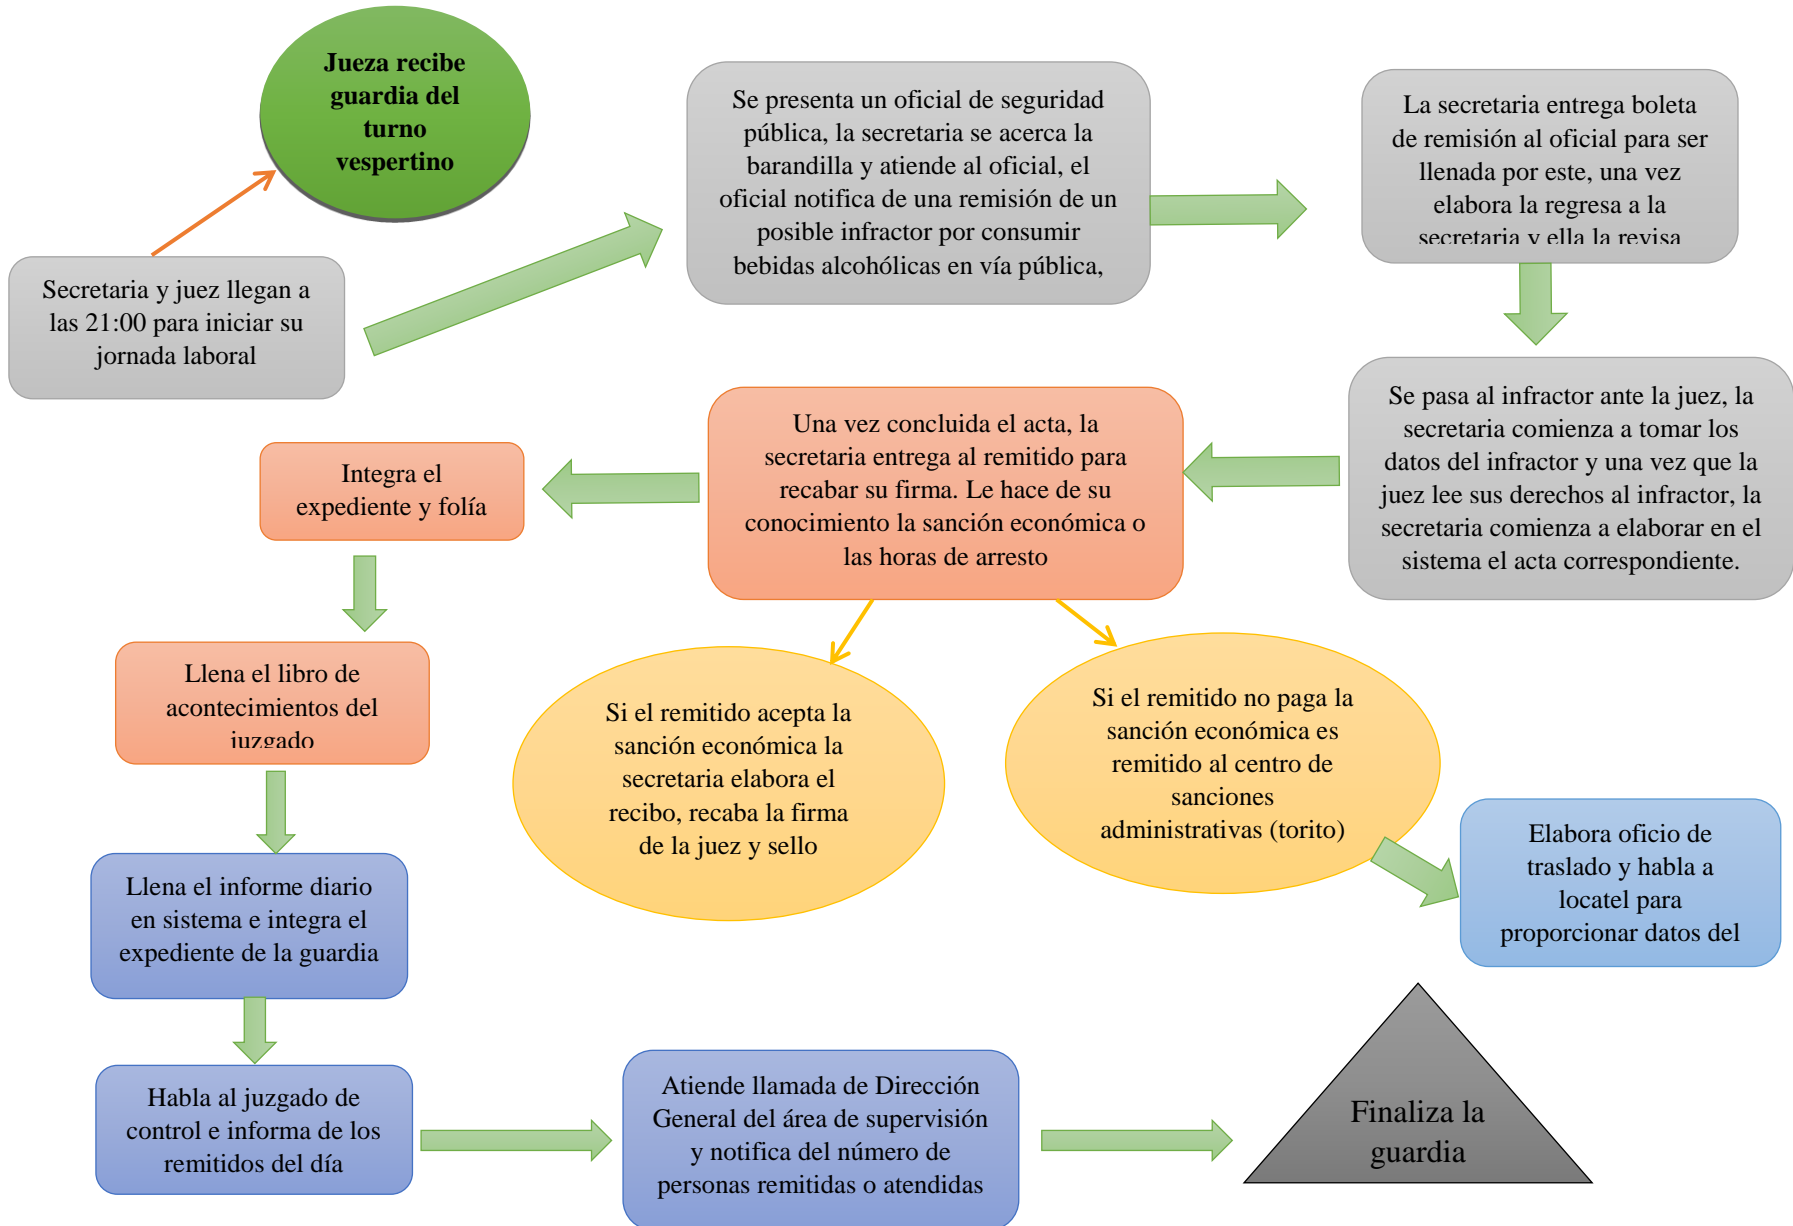 Jueza recibe
guardia del
turno
vespertino
Secretaria y juez llegan a
las 21:00 para iniciar su
jornada laboral
Se presenta un oficial de seguridad
pública, la secretaria se acerca la
barandilla y atiende al oficial, el
oficial notifica de una remisión de un
posible infractor por consumir
bebidas alcohólicas en vía pública,
La secretaria entrega boleta
de remisión al oficial para ser
llenada por este, una vez
elabora la regresa a la
secretaria y ella la revisa
Se pasa al infractor ante la juez, la
secretaria comienza a tomar los
datos del infractor y una vez que la
juez lee sus derechos al infractor, la
secretaria comienza a elaborar en el
sistema el acta correspondiente.
Una vez concluida el acta, la
secretaria entrega al remitido para
recabar su firma. Le hace de su
conocimiento la sanción económica o
las horas de arresto
Integra el
expediente y folía
Llena el libro de
acontecimientos del
juzgado
Si el remitido acepta la
sanción económica la
secretaria elabora el
recibo, recaba la firma
de la juez y sello
Si el remitido no paga la
sanción económica es
remitido al centro de
sanciones
administrativas (torito)
Elabora oficio de
traslado y habla a
locatel para
proporcionar datos del
Llena el informe diario
en sistema e integra el
expediente de la guardia
Habla al juzgado de
control e informa de los
remitidos del día
Atiende llamada de Dirección
General del área de supervisión
y notifica del número de
personas remitidas o atendidas
Finaliza la
guardia